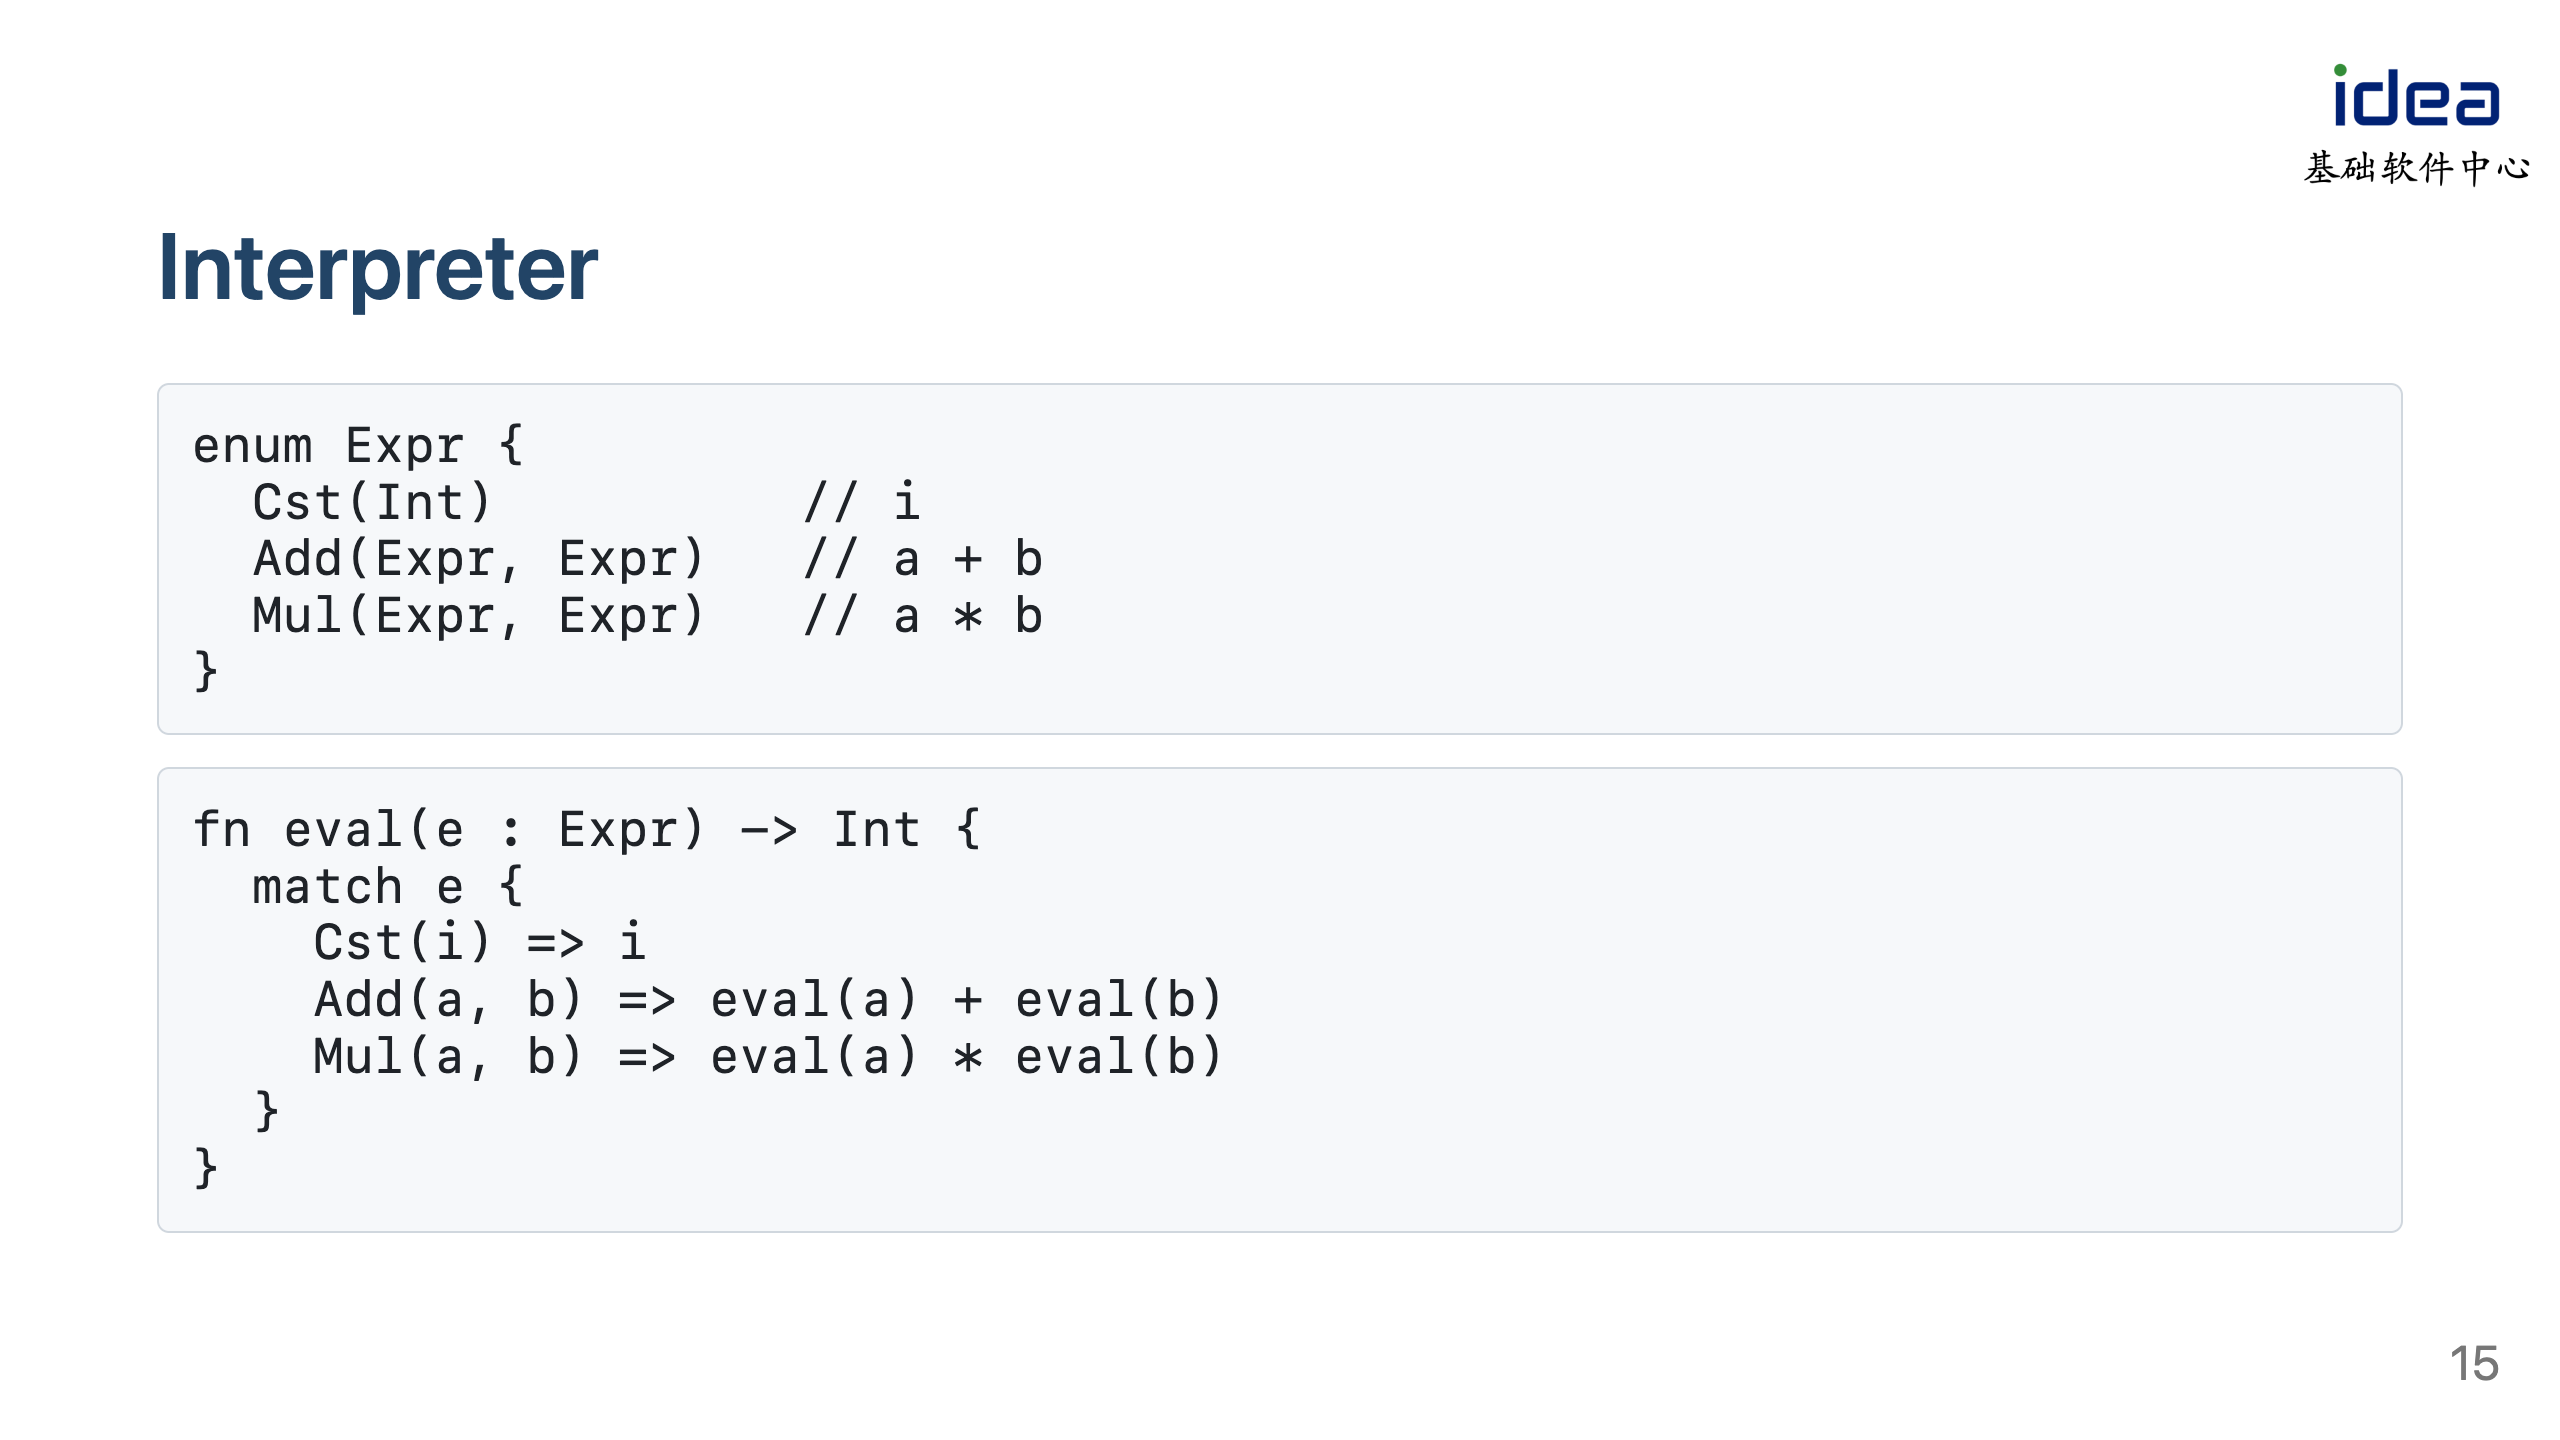 idea
基础软件中心
Interpreter
enum Expr {
  Cst(Int)          // i
  Add(Expr, Expr)   // a + b
  Mul(Expr, Expr)   // a * b
}
fn eval(e : Expr) -> Int {
  match e {
    Cst(i) => i
    Add(a, b) => eval(a) + eval(b)
    Mul(a, b) => eval(a) * eval(b)
  }
}
15